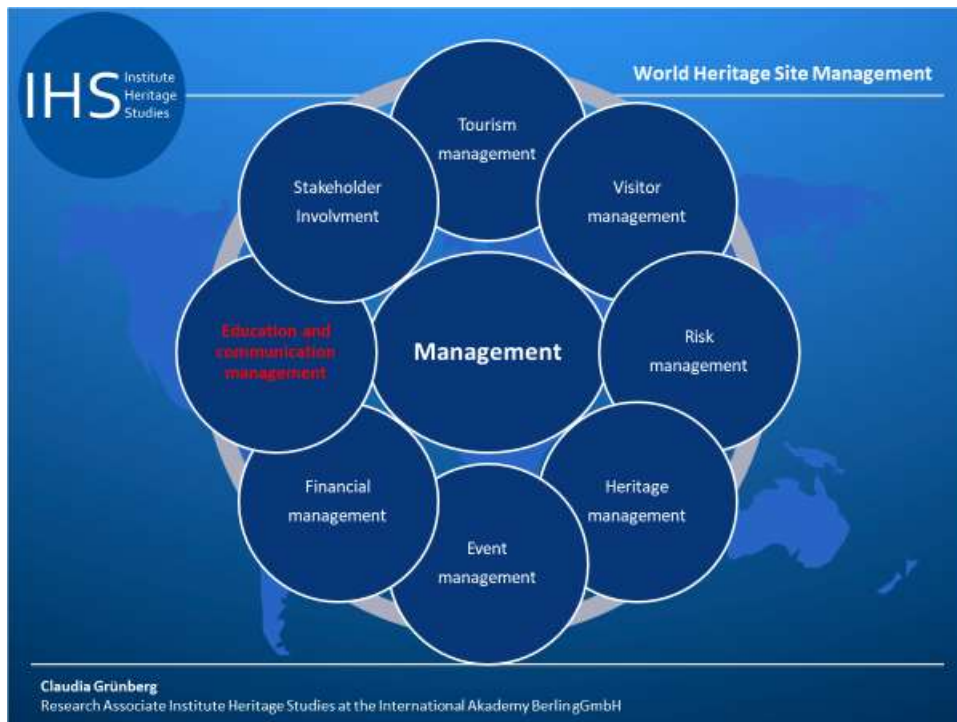 IHS
Institute
Heritage
Studies
World Heritage Site Management
Tourism
management
Visitor
management
Risk
management
Heritage
management
Event
management
Financial
management
Education and
communication
management
Stakeholder
Involvment
Management
Claudia Grünberg
Research Associate Institute Heritage Studies at the International Akademy BerlingGmbH